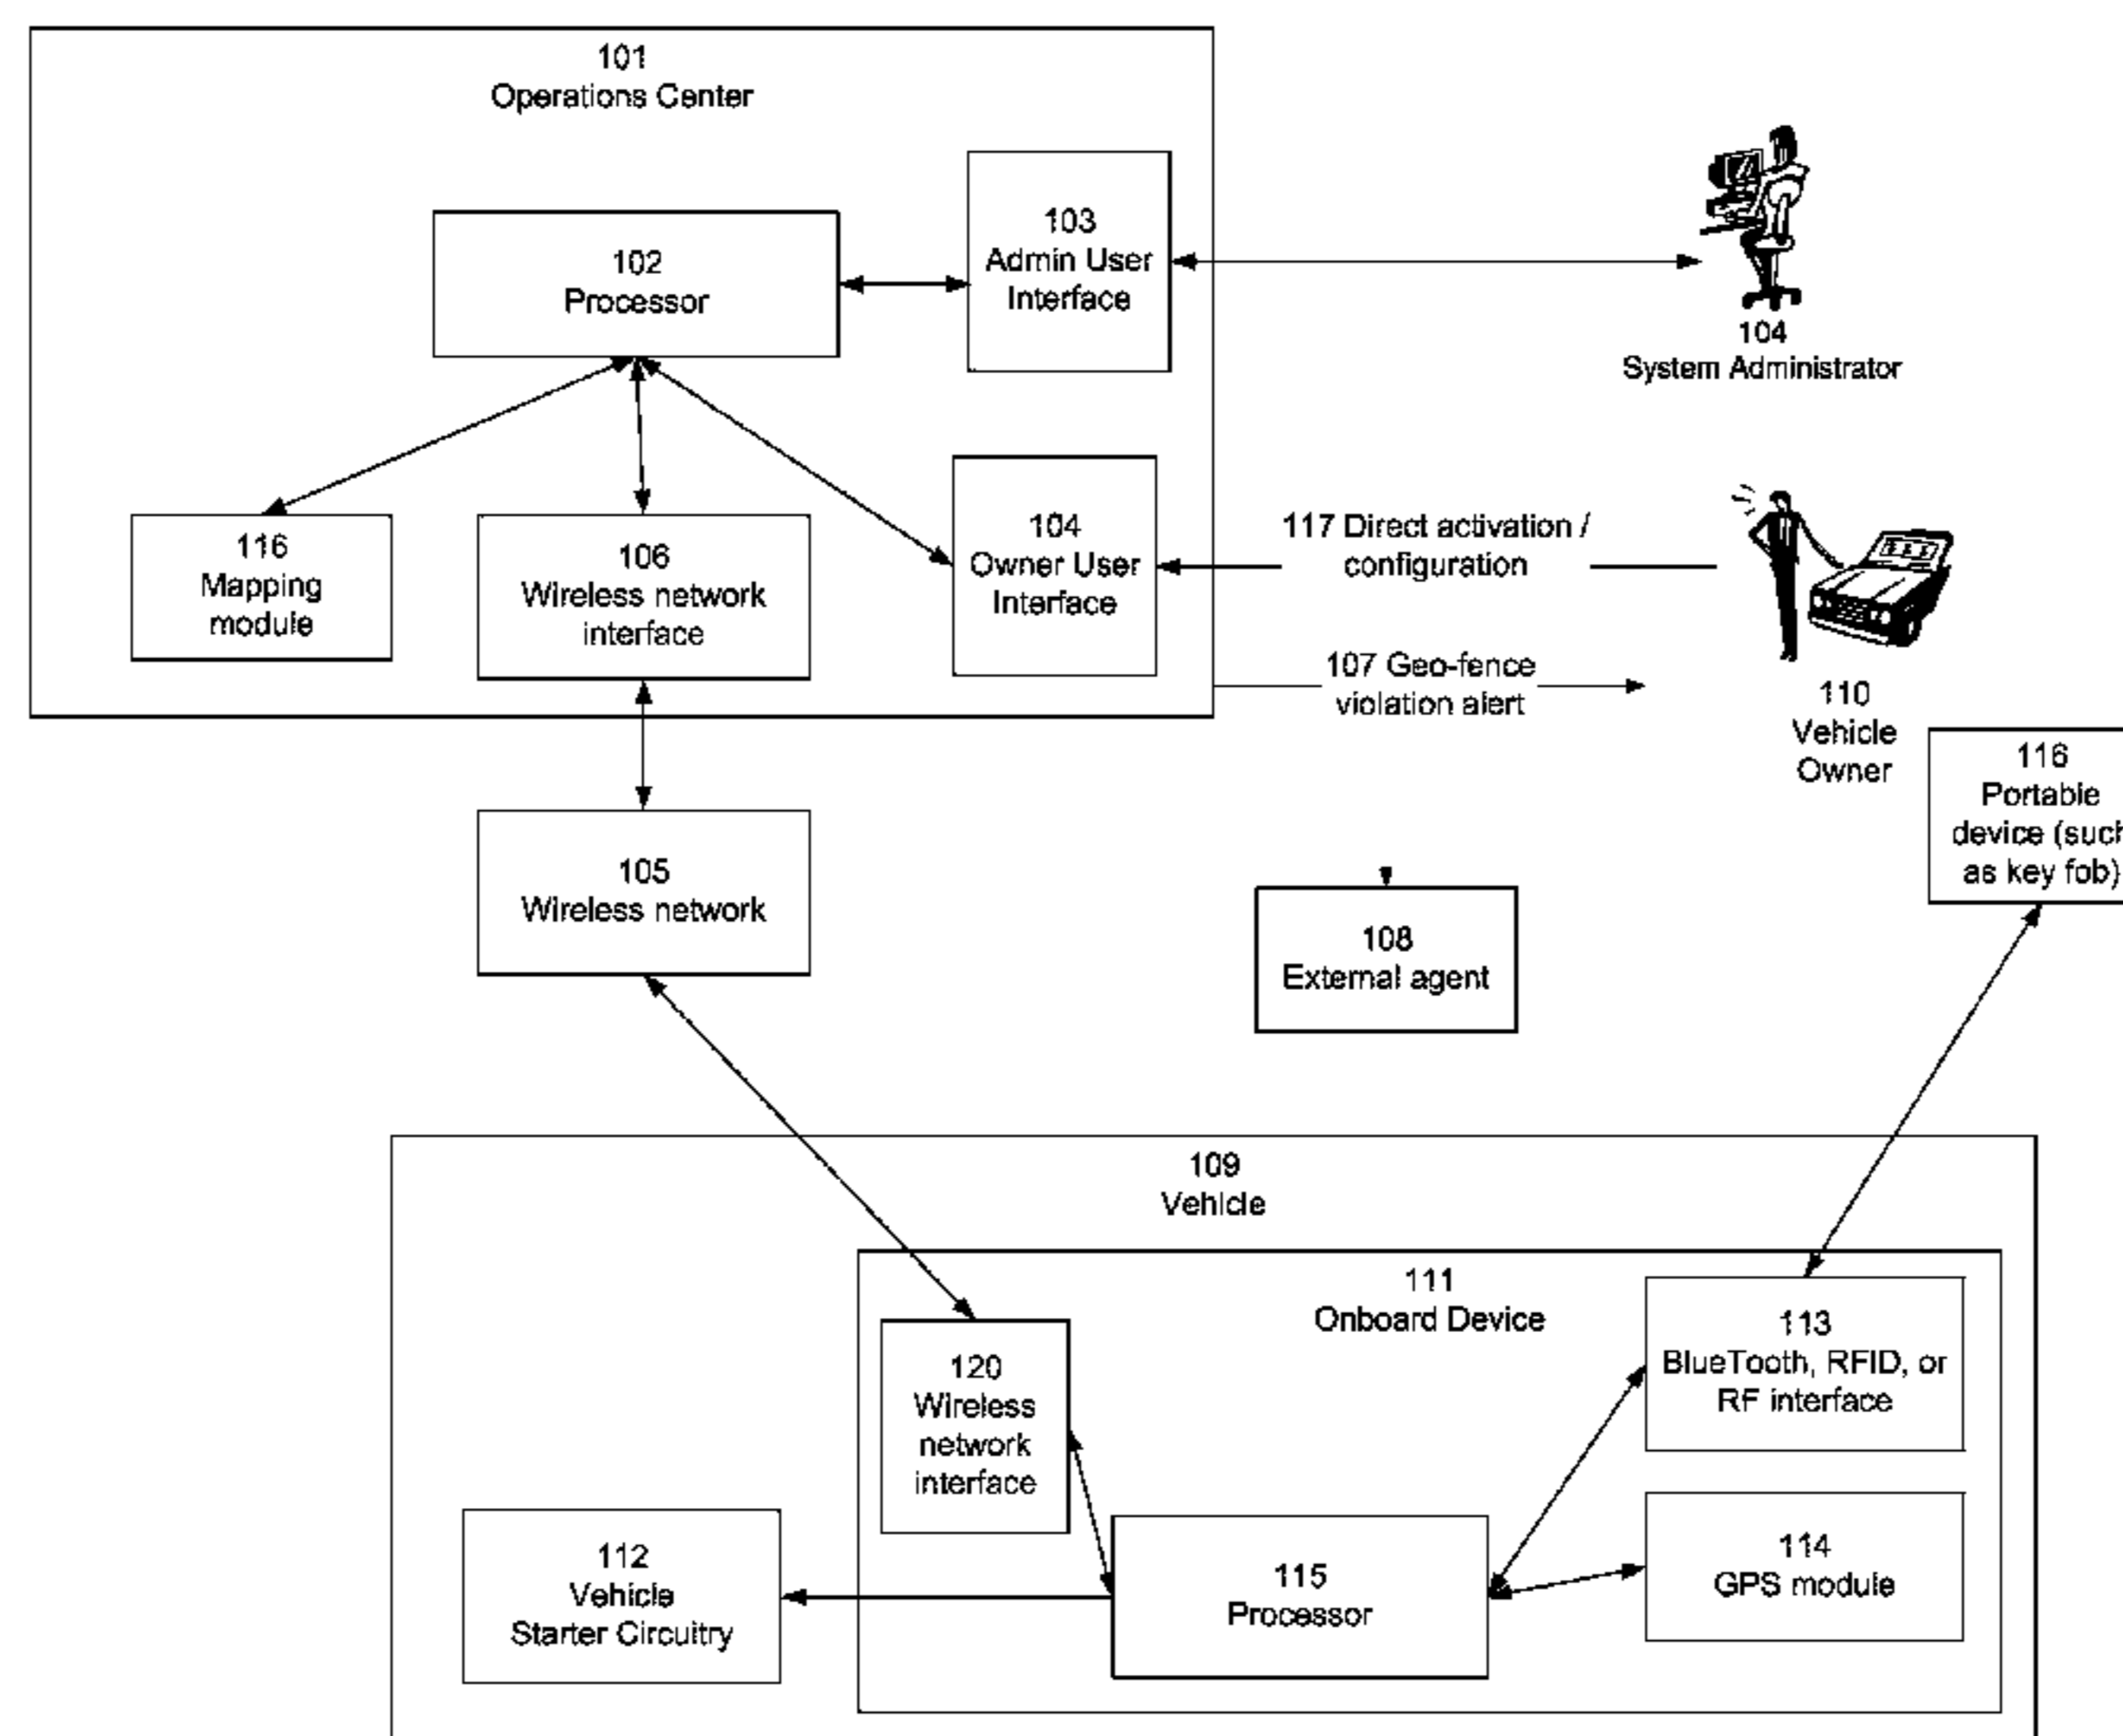 101
Operations Center
102
Processor
103
Admin User
Interface
104
System Administrator
116
Mapping
module
106
Wireless network
interface
104
Owner User
Interface
117 Direct activation /
configuration
107 Geo-fence
violation alert
110
Vehicle
Owner
116
Portable
device (such
as key fob)
105
Wireless network
108
External agent
109
Vehicle
111
Onboard Device
120
Wireless
network
interface
113
BlueTooth, RFID, or
RF interface
114
GPS module
112
Vehicle
Starter Circuitry
115
Processor